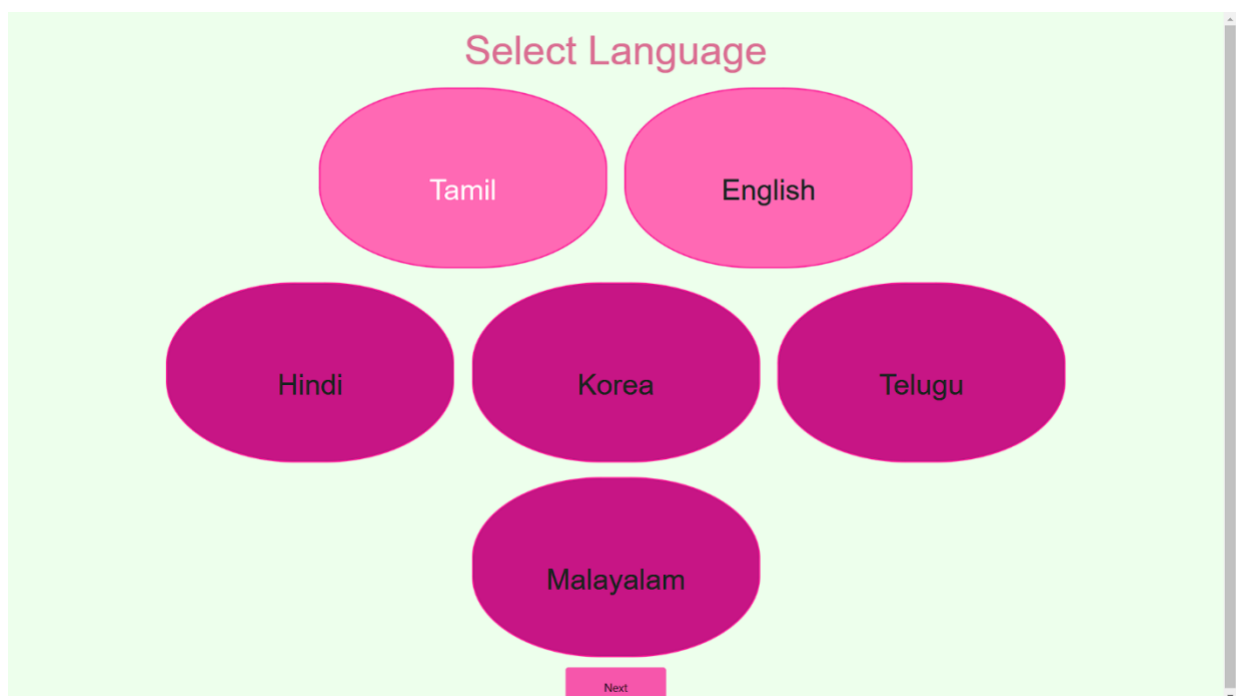 Select Language
Tamil English
Hindi Korea Telugu
Malayalam
Next